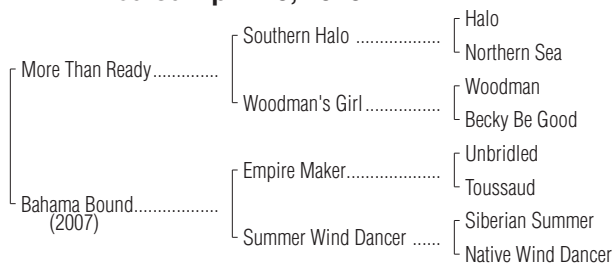 Southern Halo ................... Halo
Northern Sea
More Than Ready...............
Woodman's Girl................. Woodman
Becky Be Good
Empire Maker..................... Unbridled
Toussaud
Bahama Bound...................
(2007)
Summer Wind Dancer ...... Siberian Summer
Native Wind Dancer